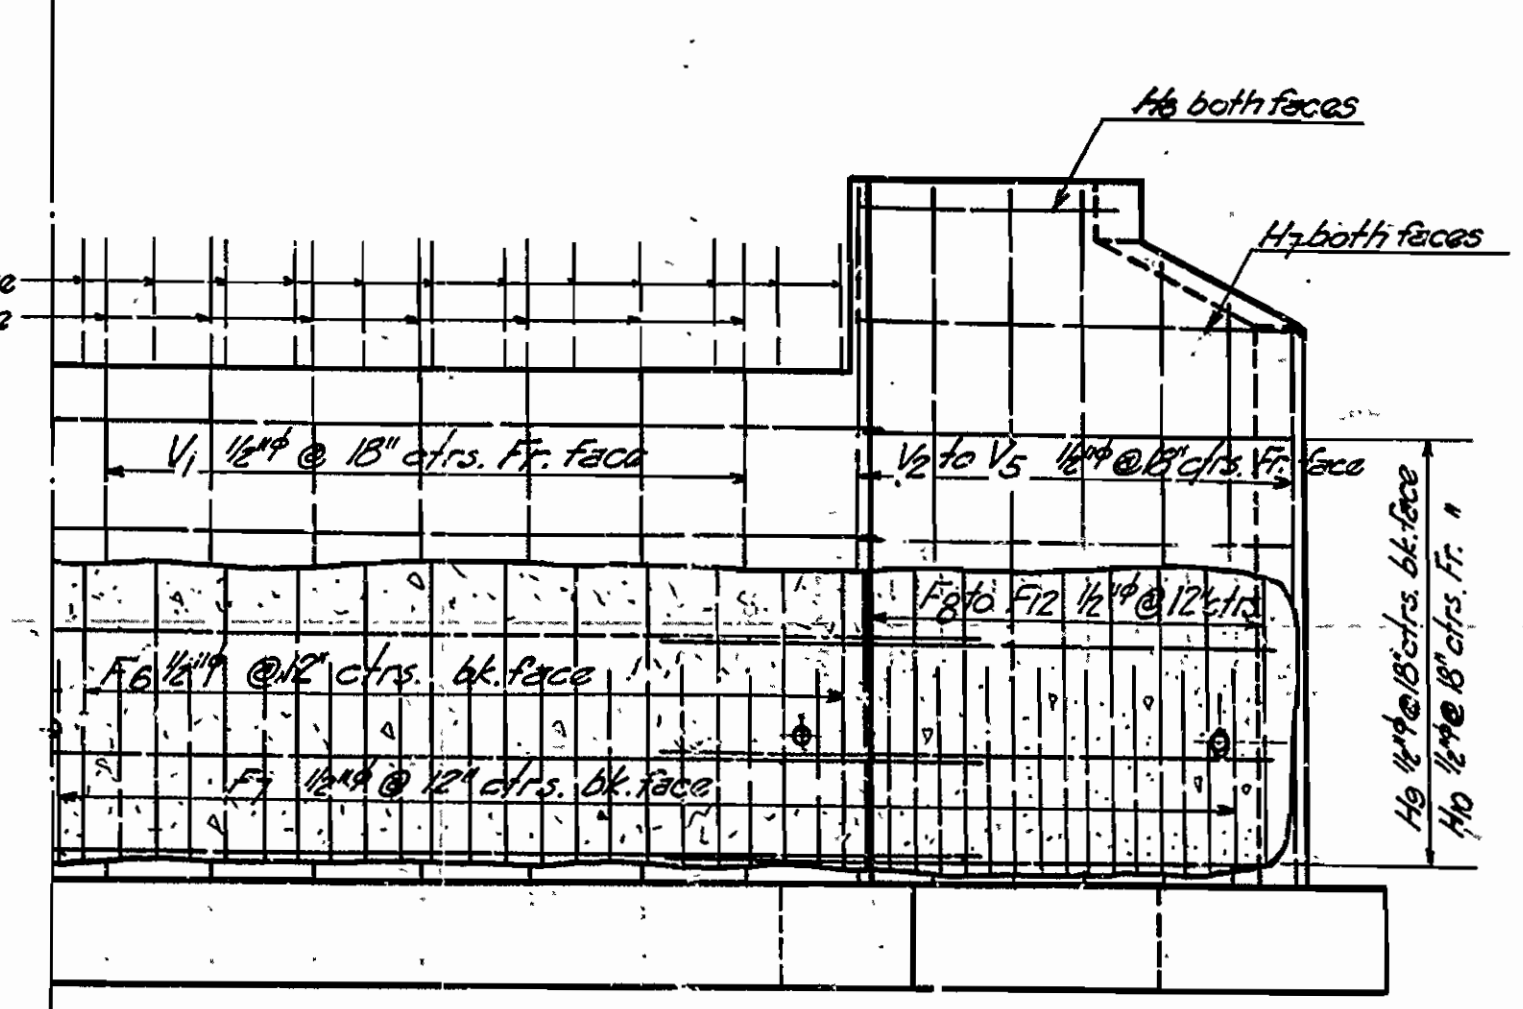 H8 both faces
H7 both faces
V1 1/2"φ @ 18" ctrs. Fr. face
V2 to V5 1/2"φ @ 18" ctrs. Fr. face
F8 to F12 1/2"φ @ 12" ctrs
F6 1/2"φ @ 12" ctrs. bk. face
F7 1/2"φ @ 12" ctrs. bk. face
H9 1/2"φ @ 18" ctrs. bk. face
H10 1/2"φ @ 18" ctrs. Fr. "